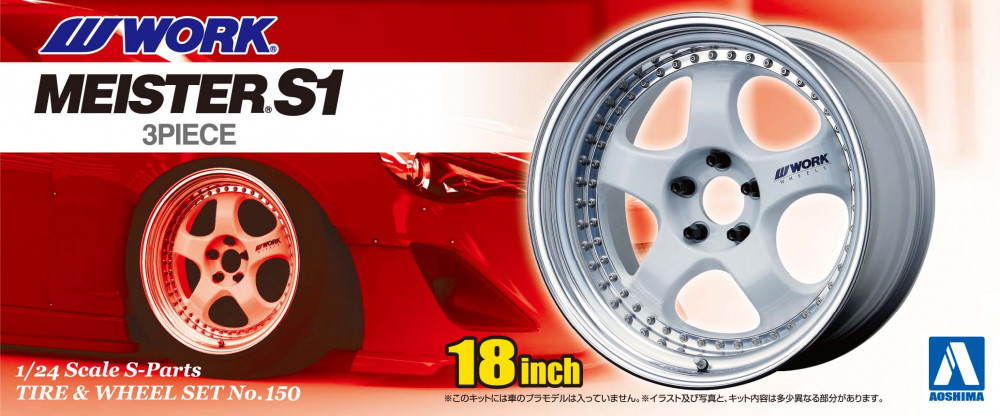 WORK®
MEISTER® S1
3PIECE
WORK
WORK
WHEELS
1/24 Scale S-Parts
TIRE & WHEEL SET No.150
18inch
※このキットには車のプラモデルは入っていません。※イラスト及び写真と、キット内容は多少異なる部分があります。
AOSHIMA